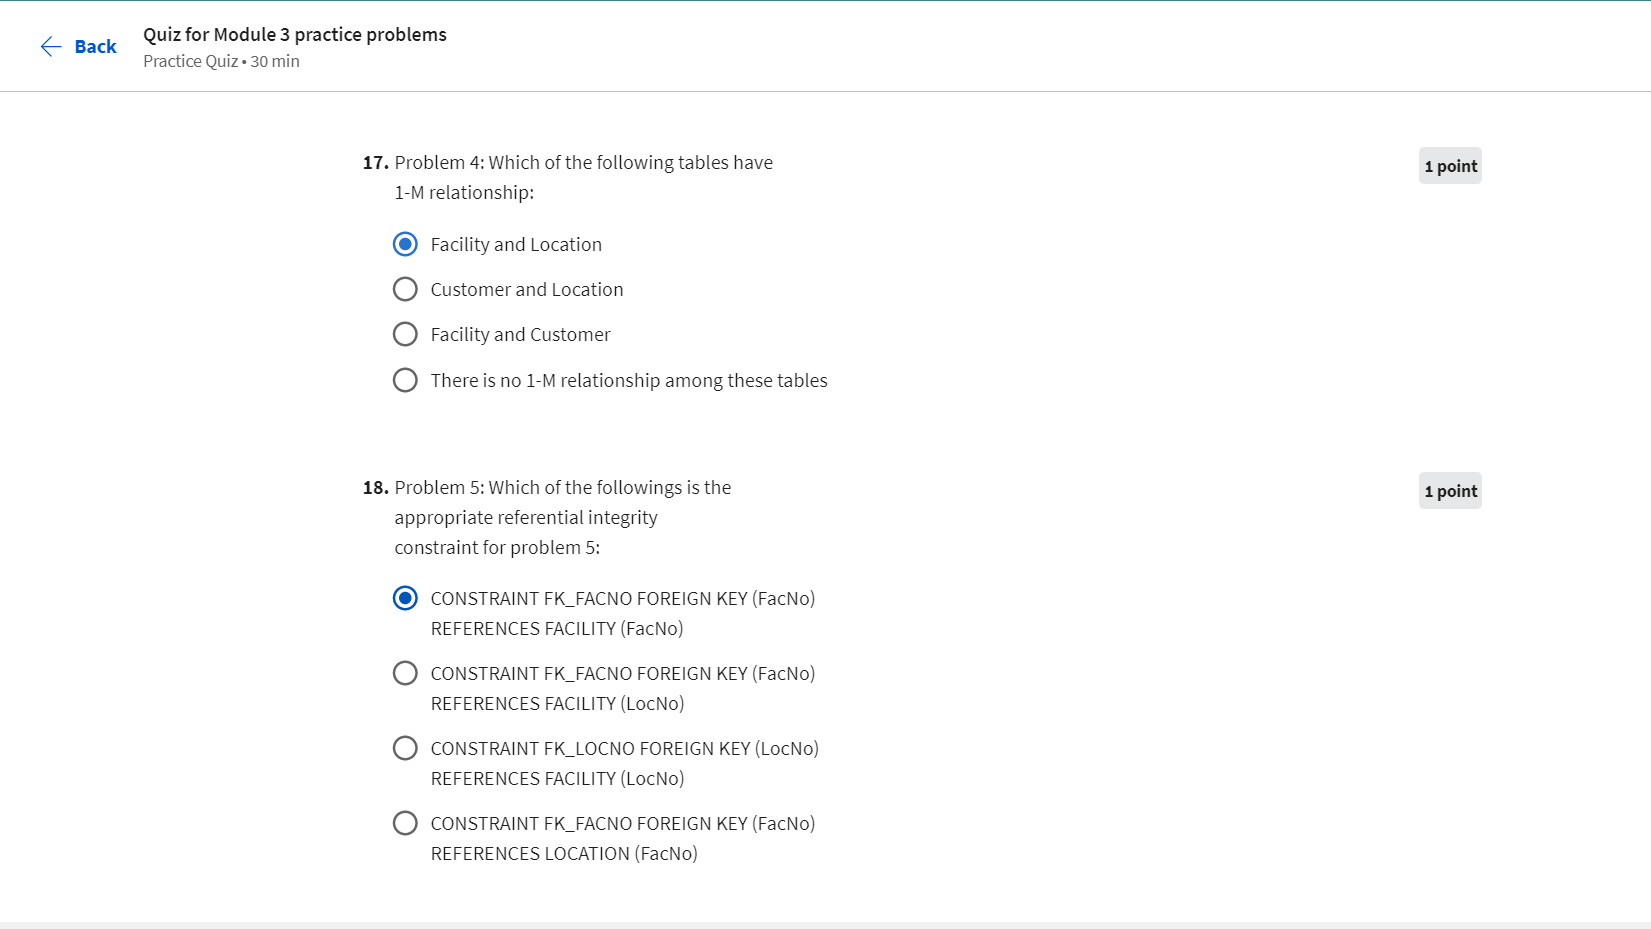 Back
Quiz for Module 3 practice problems
Practice Quiz • 30 min
17. Problem 4: Which of the following tables have
1-M relationship:
1 point
Facility and Location
Customer and Location
Facility and Customer
There is no 1-M relationship among these tables
18. Problem 5: Which of the followings is the
appropriate referential integrity
constraint for problem 5:
1 point
CONSTRAINT FK_FACNO FOREIGN KEY (FacNo)
REFERENCES FACILITY (FacNo)
CONSTRAINT FK_FACNO FOREIGN KEY (FacNo)
REFERENCES FACILITY (LocNo)
CONSTRAINT FK_LOCNO FOREIGN KEY (LocNo)
REFERENCES FACILITY (LocNo)
CONSTRAINT FK_FACNO FOREIGN KEY (FacNo)
REFERENCES LOCATION (FacNo)